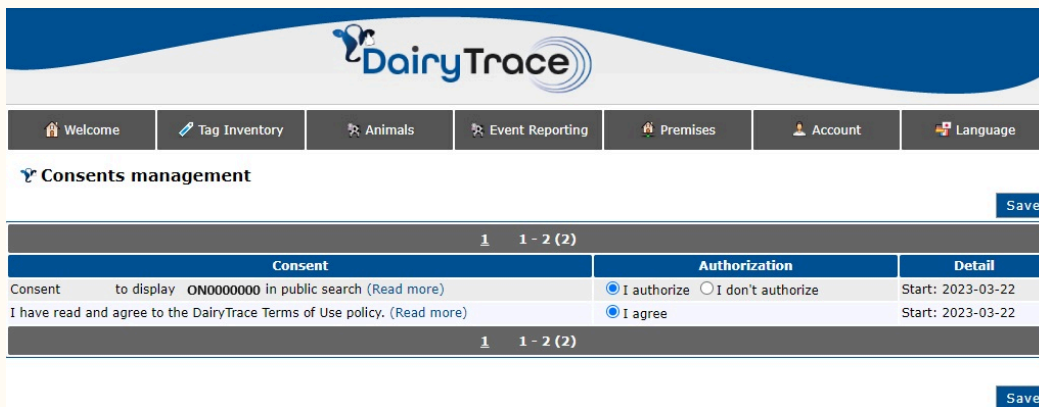 DairyTrace
Welcome Tag Inventory Animals Event Reporting Premises Account Language
Consents management
Save
1 1 - 2 (2)
Consent Authorization Detail
Consent to display ON0000000 in public search (Read more) I authorize I don't authorize Start: 2023-03-22
I have read and agree to the DairyTrace Terms of Use policy. (Read more) I agree Start: 2023-03-22
1 1 - 2 (2)
Save